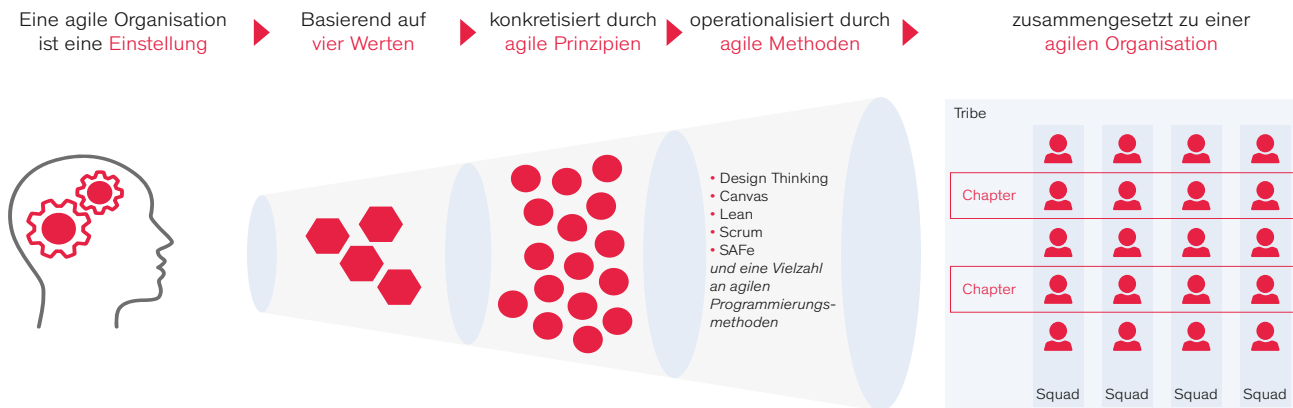 Eine agile Organisation
ist eine Einstellung
Basierend auf
vier Werten
konkretisiert durch
agile Prinzipien
operationalisiert durch
agile Methoden
zusammengesetzt zu einer
agilen Organisation
• Design Thinking
• Canvas
• Lean
• Scrum
• SAFe
und eine Vielzahl
an agilen
Programmierungs-
methoden
Tribe
Chapter
Chapter
Squad Squad Squad Squad